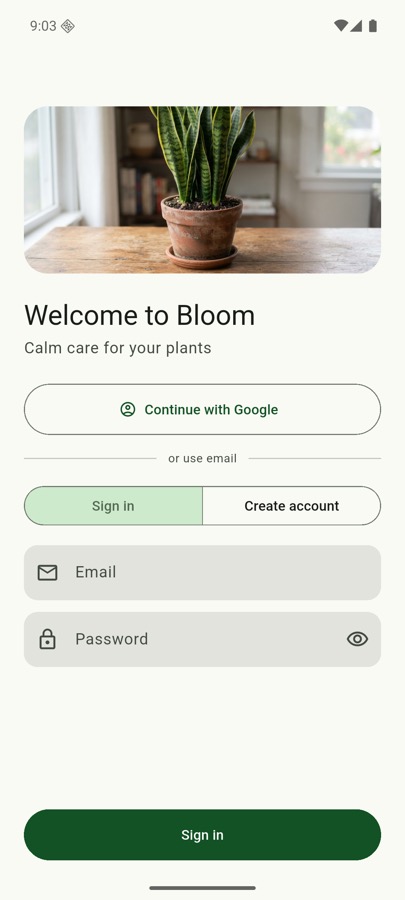 9:03
Welcome to Bloom
Calm care for your plants
Continue with Google
or use email
Sign in
Create account
Email
Password
Sign in